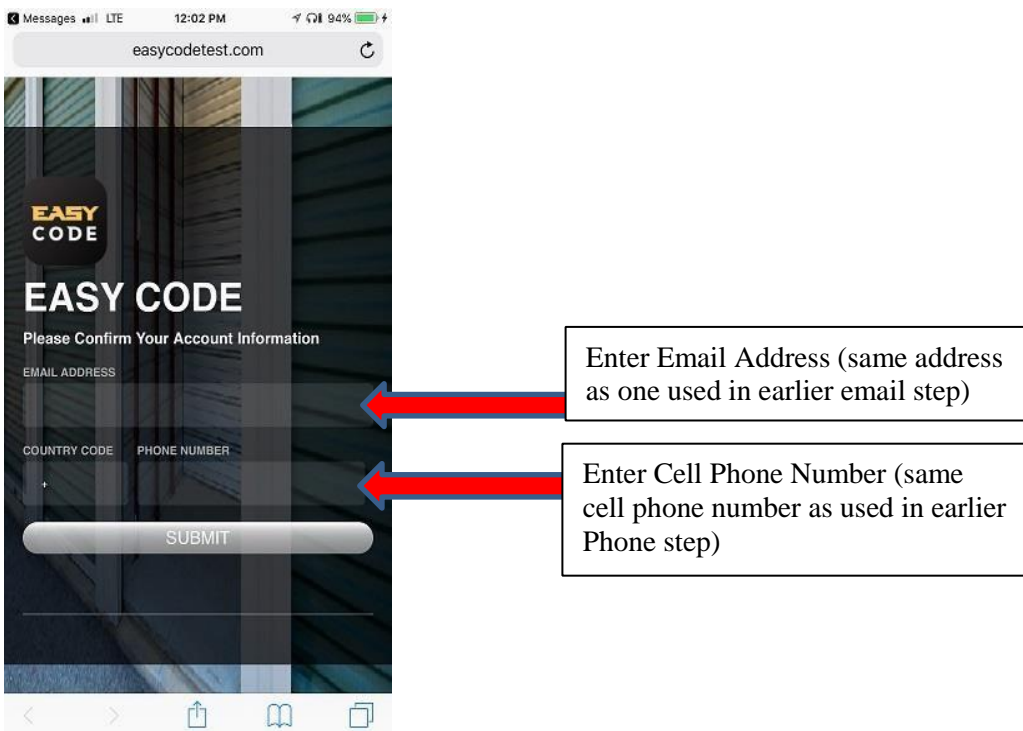 Messages LTE 12:02 PM 94%
easycodetest.com
EASY
CODE
EASY CODE
Please Confirm Your Account Information
EMAIL ADDRESS
COUNTRY CODE PHONE NUMBER
+
SUBMIT
Enter Email Address (same address
as one used in earlier email step)
Enter Cell Phone Number (same
cell phone number as used in earlier
Phone step)